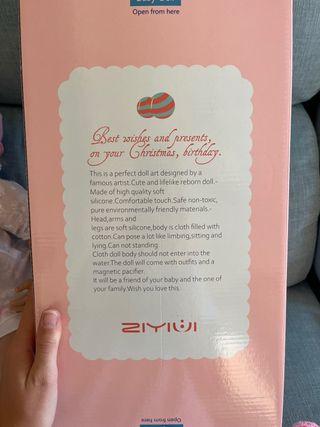 Open from here
Best wishes and presents,
on your Christmas, birthday.
This is a perfect doll art designed by a
famous artist.Cute and lifelike reborn doll.-
Made of high quality soft
silicone.Comfortable touch.Safe non-toxic,
pure environmentally friendly materials.-
Head,arms and
legs are soft silicone,body is cloth filled with
cotton.Can pose a lot like limbing,sitting and
lying.Can not standing.
Cloth doll body should not enter into the
water.The doll will come with outfits and a
magnetic pacifier.
It will be a friend of your baby and the one of
your family.Wish you love this.
ZIYIUI
Open from here